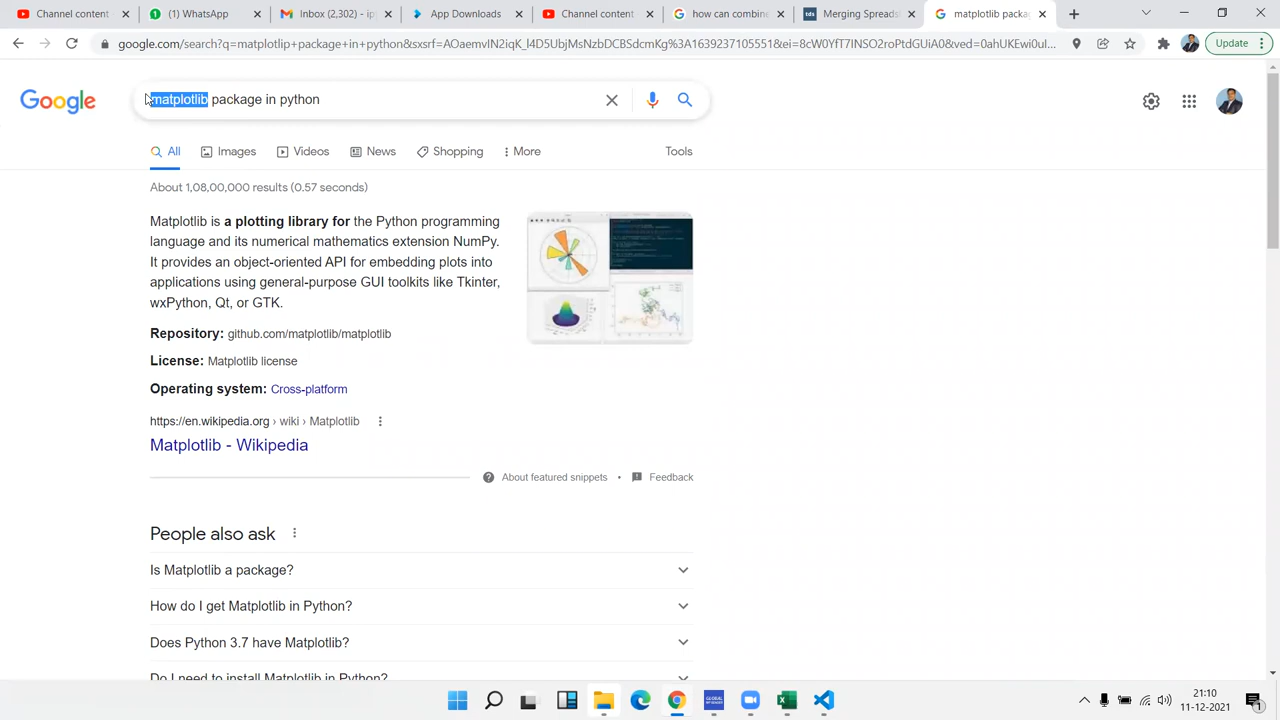 Channel content
(1) WhatsApp
Gmail (2,302) - ip
App downloads
Channel content
how can combine
tds Merging Spreads
matplotlib packag
google.com/search?q=matplotlip+package+in+python&sxsrf=AOaemvIN2iqK_l4D5UbjMsNzbDCBSdcmKg%3A1639237105551&ei=8cW0YfT7INSO2roPtdGUiA0&ved=0ahUKEwi0u...
Update
Google
matplotlib package in python
All
Images
Videos
News
Shopping
More
Tools
About 1,08,00,000 results (0.57 seconds)
Matplotlib is a plotting library for the Python programming
language and its numerical mathematics extension NumPy.
It provides an object-oriented API for embedding plots into
applications using general-purpose GUI toolkits like Tkinter,
wxPython, Qt, or GTK.
Repository: github.com/matplotlib/matplotlib
License: Matplotlib license
Operating system: Cross-platform
https://en.wikipedia.org › wiki › Matplotlib
Matplotlib - Wikipedia
About featured snippets • Feedback
People also ask
Is Matplotlib a package?
How do I get Matplotlib in Python?
Does Python 3.7 have Matplotlib?
Do I need to install Matplotlib in Python?
21:10
11-12-2021